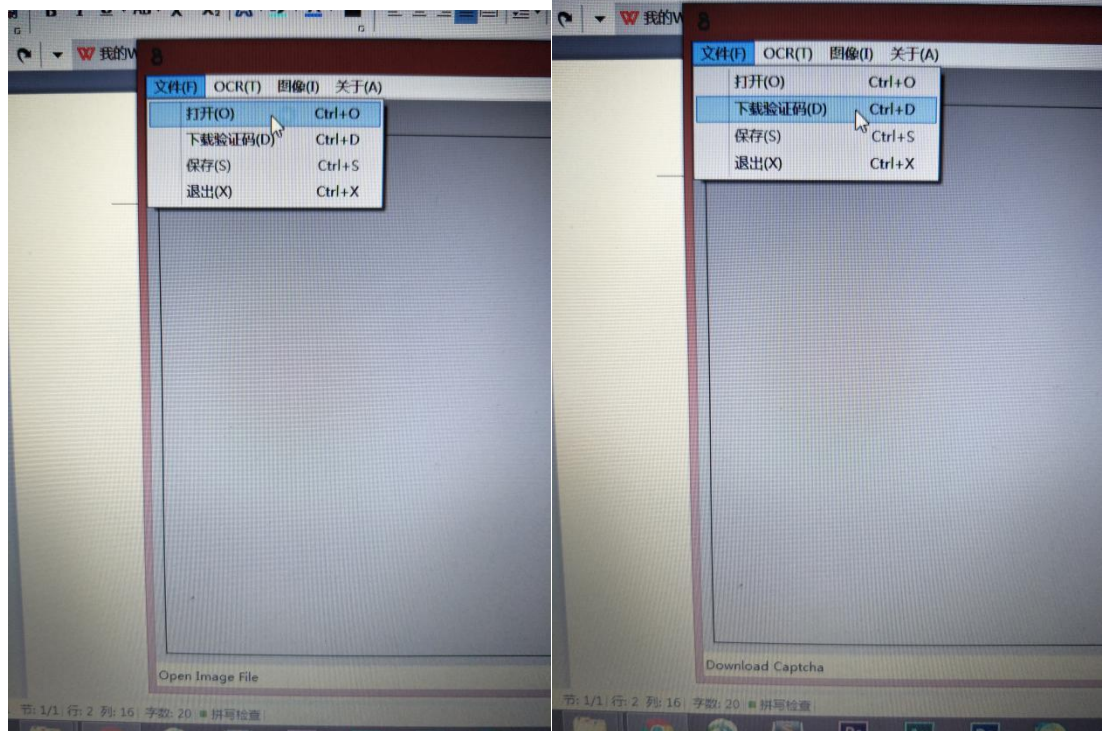 我的W
8
文件(F) OCR(T) 图像(I) 关于(A)
打开(O) Ctrl+O
下载验证码(D) Ctrl+D
保存(S) Ctrl+S
退出(X) Ctrl+X
Open Image File
节: 1/1 行: 2 列: 16 字数: 20 拼写检查
我的W
8
文件(F) OCR(T) 图像(I) 关于(A)
打开(O) Ctrl+O
下载验证码(D) Ctrl+D
保存(S) Ctrl+S
退出(X) Ctrl+X
Download Captcha
节: 1/1 行: 2 列: 16 字数: 20 拼写检查